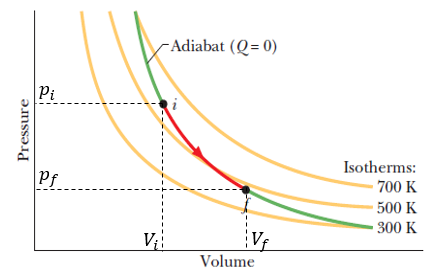 Adiabat (Q = 0)
p_i
i
Pressure
Isotherms:
p_f
700 K
f
500 K
300 K
V_i
V_f
Volume